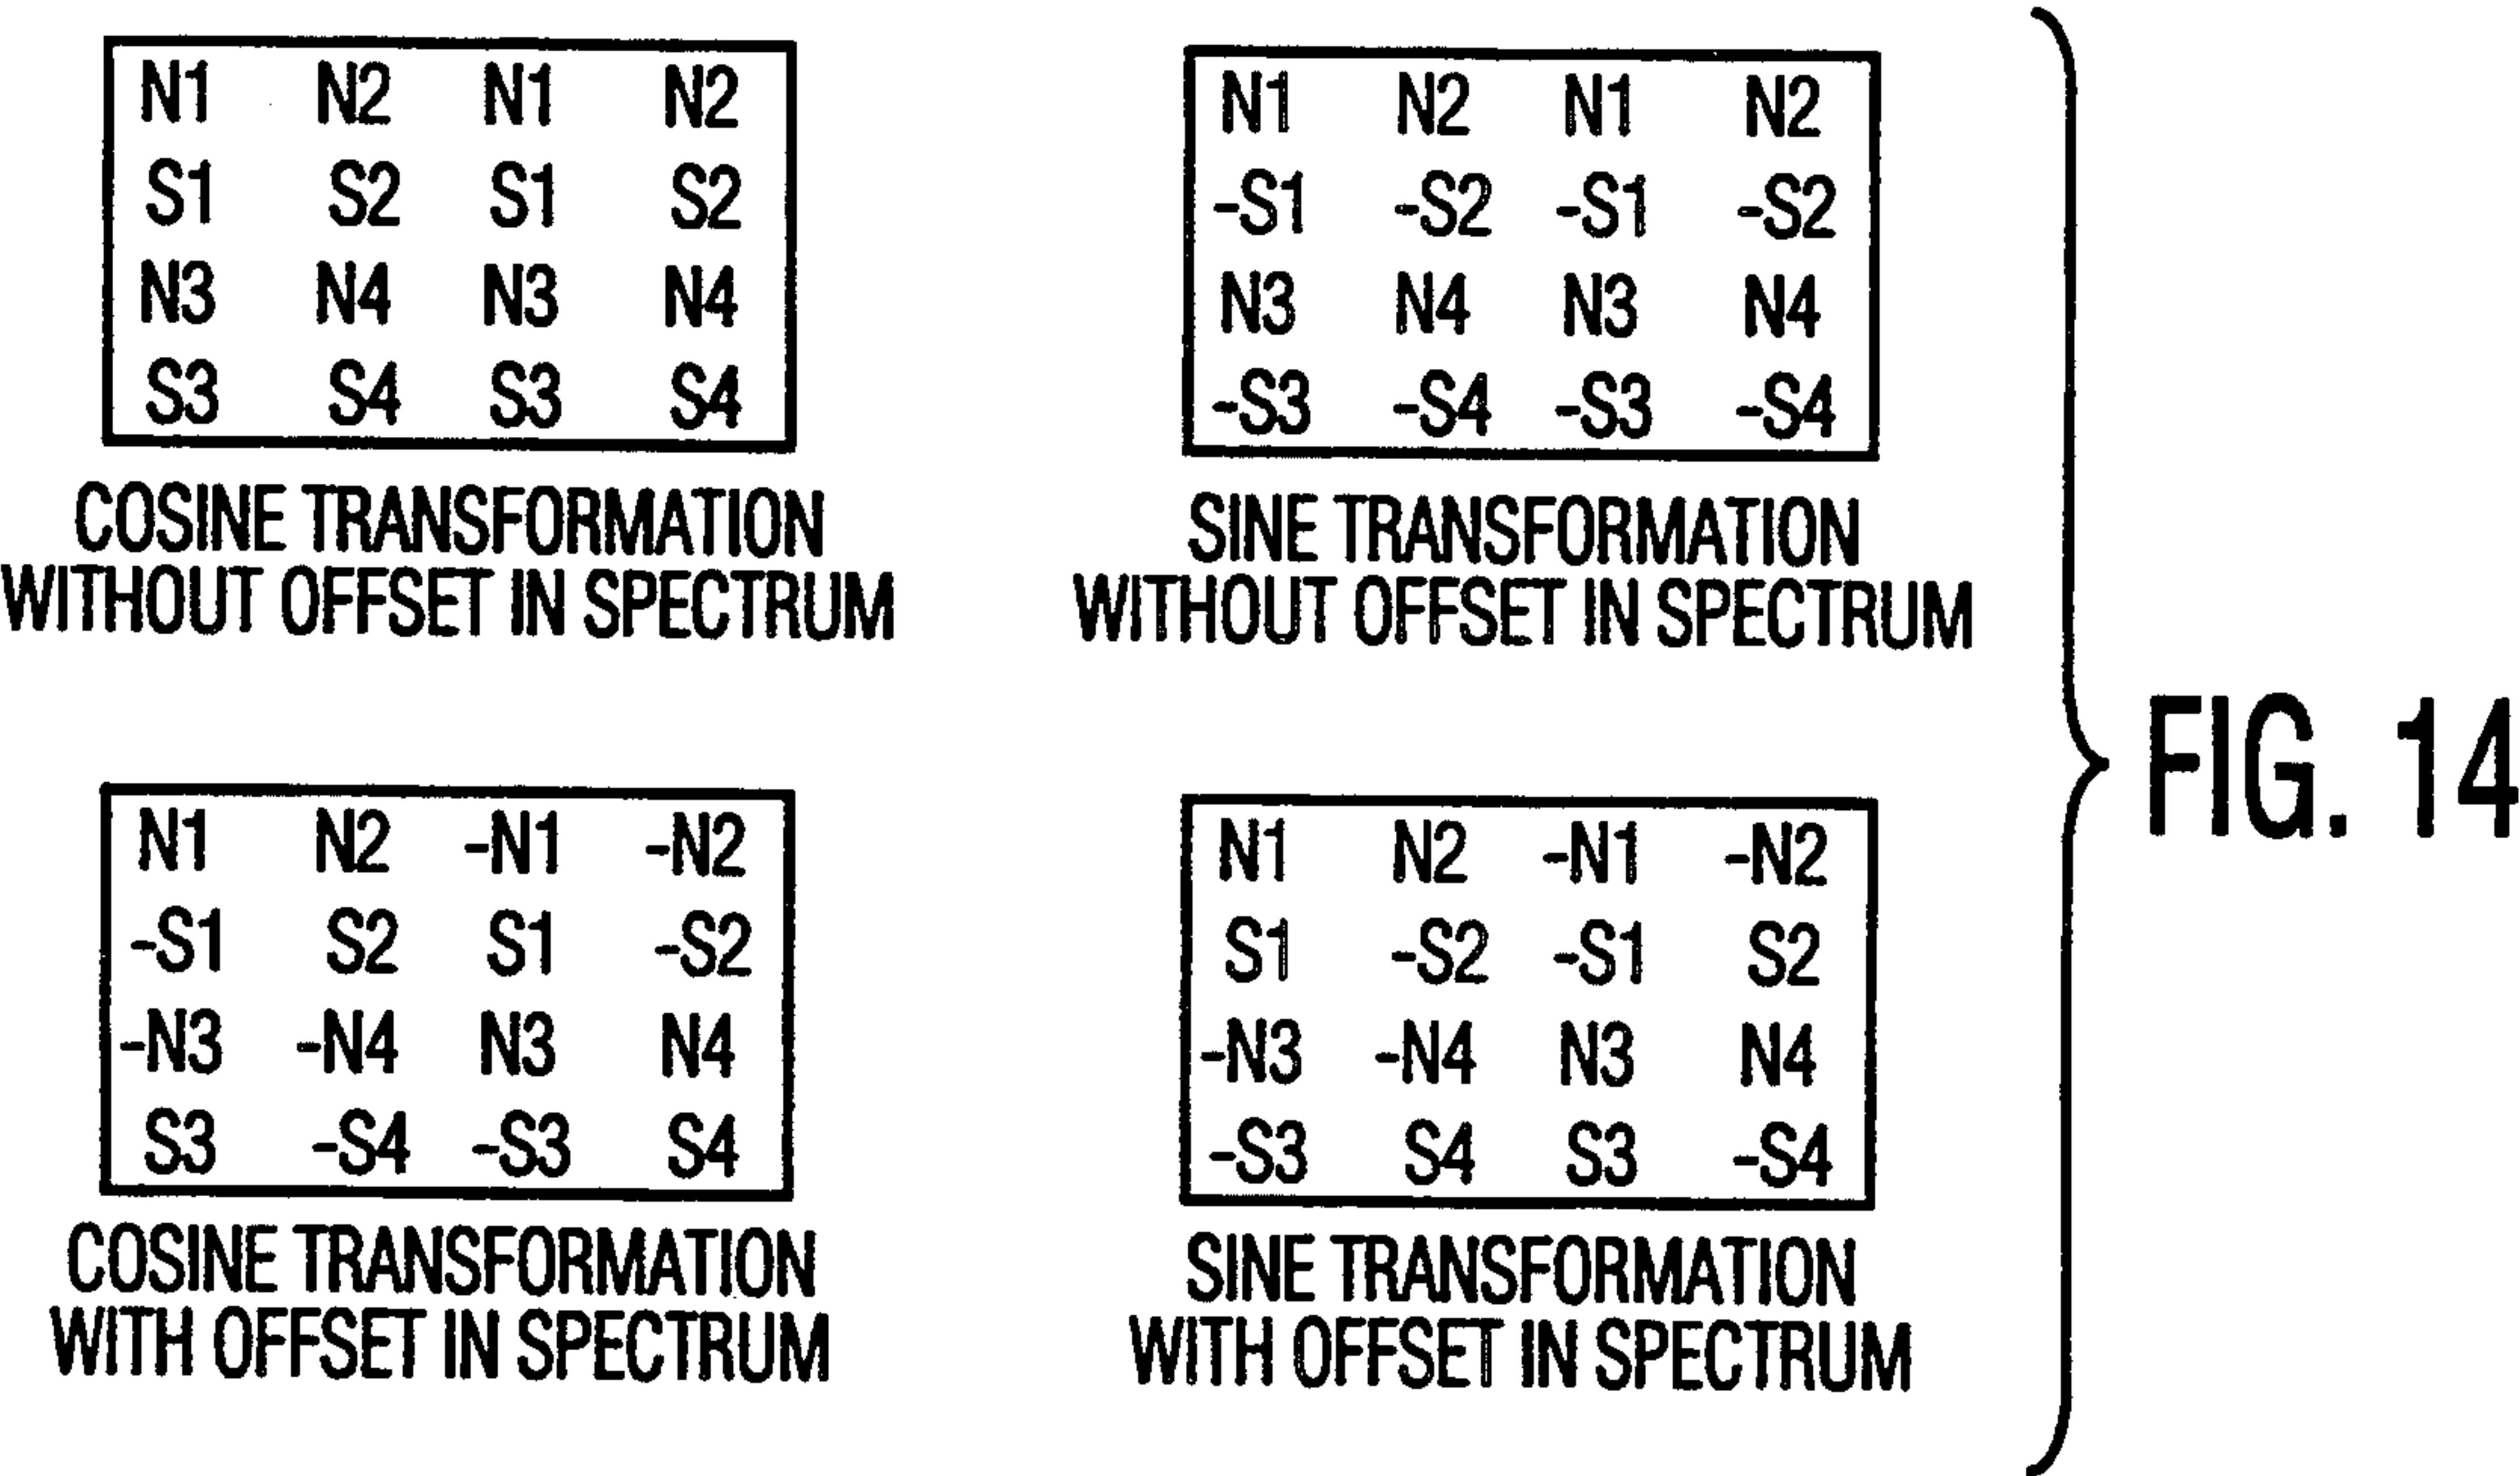 N1 N2 N1 N2
S1 S2 S1 S2
N3 N4 N3 N4
S3 S4 S3 S4
COSINE TRANSFORMATION
WITHOUT OFFSET IN SPECTRUM
N1 N2 N1 N2
-S1 -S2 -S1 -S2
N3 N4 N3 N4
-S3 -S4 -S3 -S4
SINE TRANSFORMATION
WITHOUT OFFSET IN SPECTRUM
N1 N2 -N1 -N2
-S1 S2 S1 -S2
-N3 -N4 N3 N4
S3 -S4 -S3 S4
COSINE TRANSFORMATION
WITH OFFSET IN SPECTRUM
N1 N2 -N1 -N2
S1 -S2 -S1 S2
-N3 -N4 N3 N4
-S3 S4 S3 -S4
SINE TRANSFORMATION
WITH OFFSET IN SPECTRUM
FIG. 14